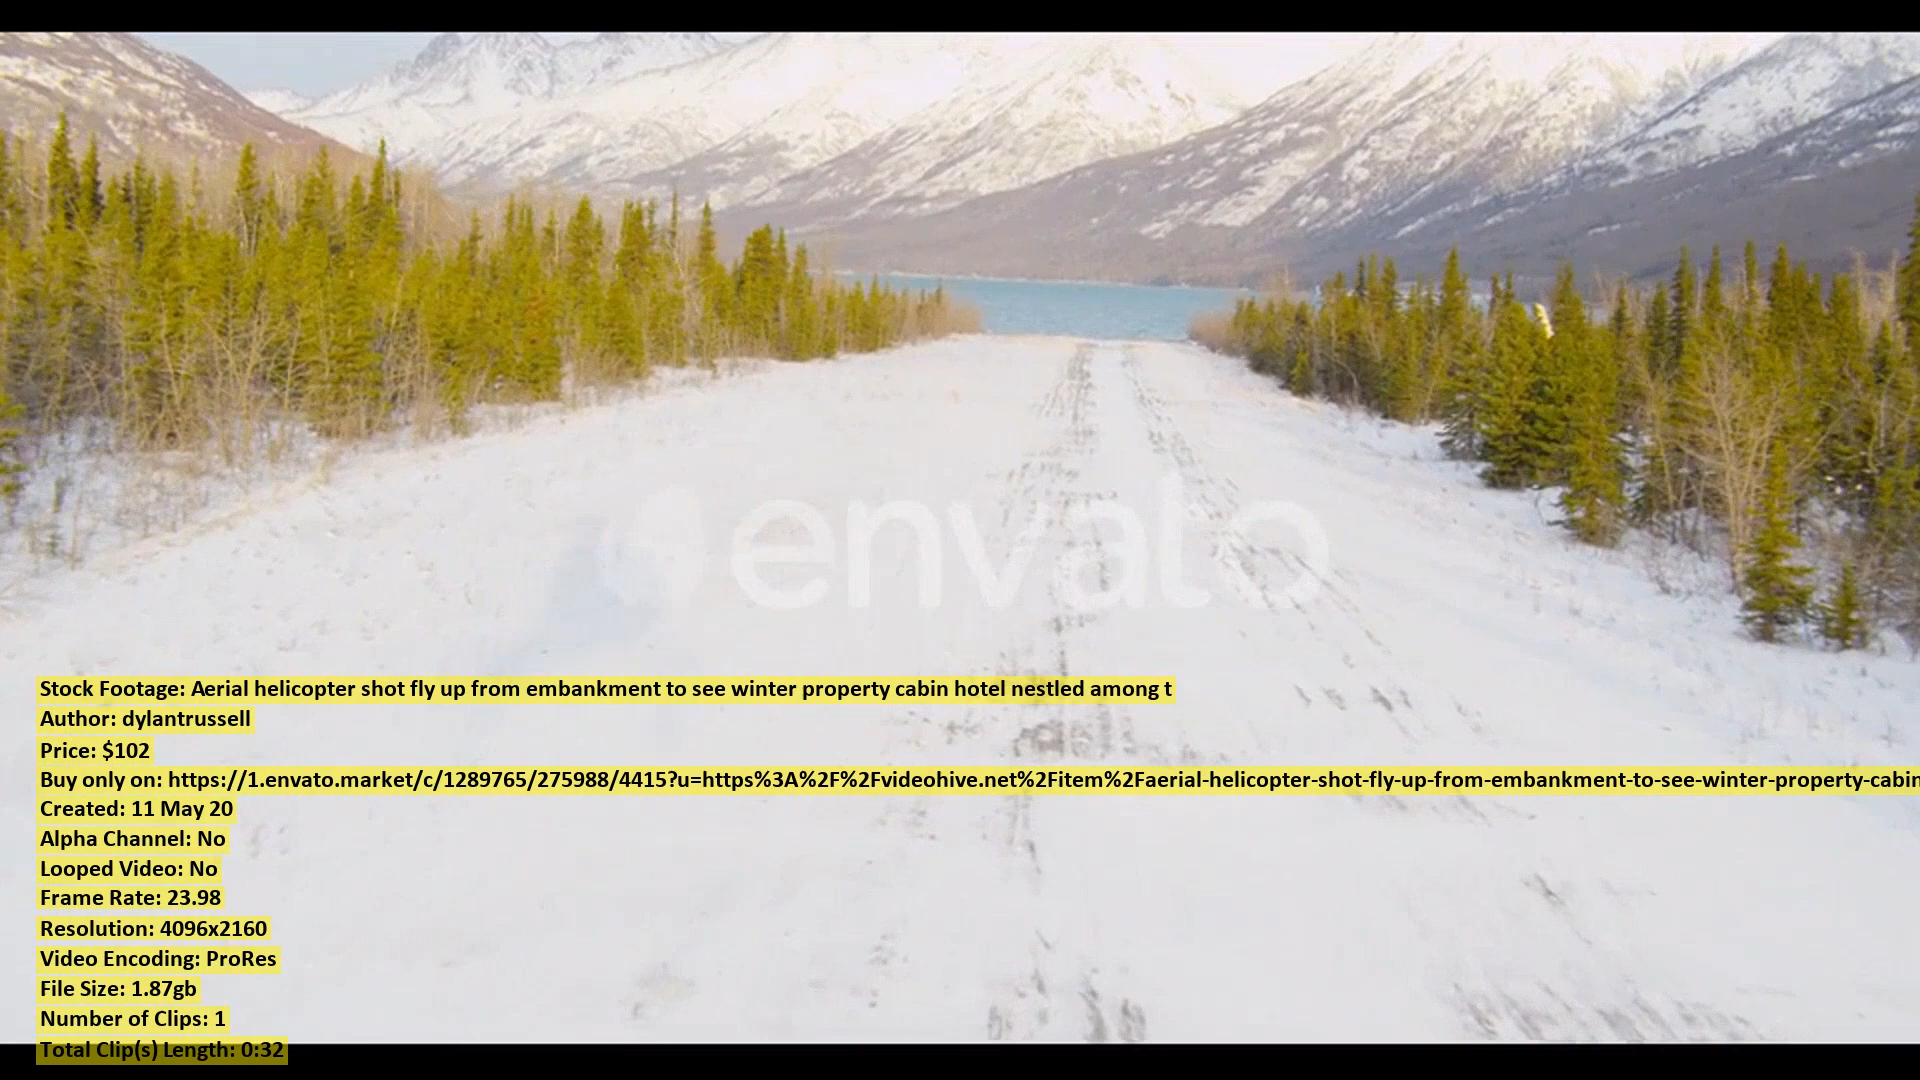 envato
Stock Footage: Aerial helicopter shot fly up from embankment to see winter property cabin hotel nestled among t
Author: dylantrussell
Price: $102
Buy only on: https://1.envato.market/c/1289765/275988/4415?u=https%3A%2F%2Fvideohive.net%2Fitem%2Faerial-helicopter-shot-fly-up-from-embankment-to-see-winter-property-cabin
Created: 11 May 20
Alpha Channel: No
Looped Video: No
Frame Rate: 23.98
Resolution: 4096x2160
Video Encoding: ProRes
File Size: 1.87gb
Number of Clips: 1
Total Clip(s) Length: 0:32